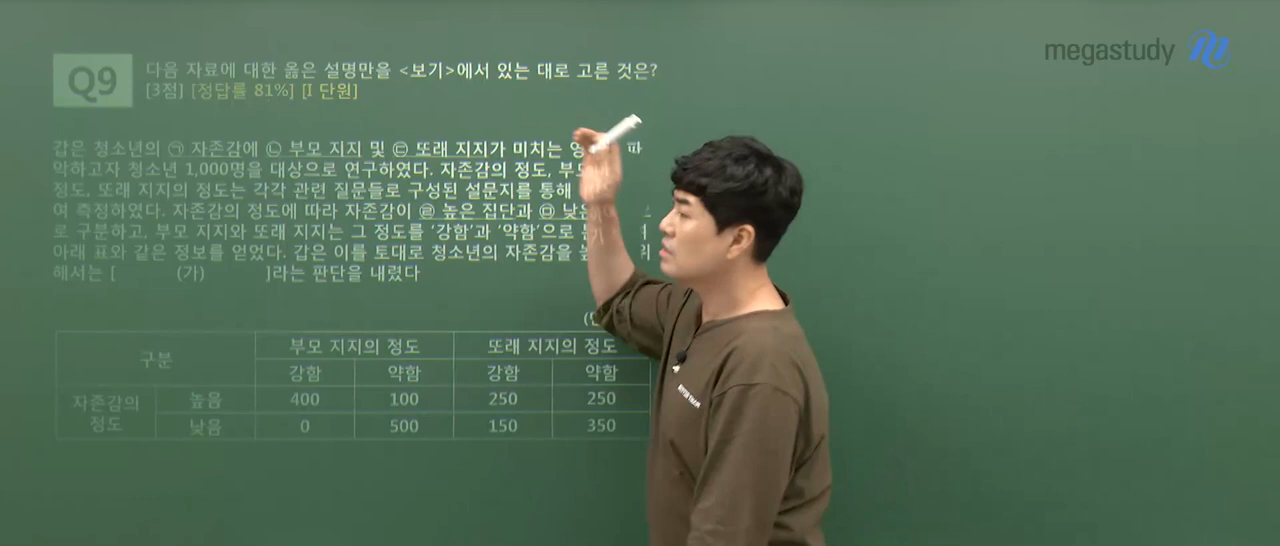 megastudy
Q9
다음 자료에 대한 옳은 설명만을 <보기>에서 있는 대로 고른 것은?
[3점] [정답률 81%] [I 단원]
갑은 청소년의 ㉠ 자존감에 ㉡ 부모 지지 및 ㉢ 또래 지지가 미치는
악하고자 청소년 1,000명을 대상으로 연구하였다. 자존감의 정도,
정도, 또래 지지의 정도는 각각 관련 질문들로 구성된 설문지를 통해
여 측정하였다. 자존감의 정도에 따라 자존감이 ㉣ 높은 집단과 ㉤
로 구분하고, 부모 지지와 또래 지지는 그 정도를 '강함'과 '약함'으로
아래 표와 같은 정보를 얻었다. 갑은 이를 토대로 청소년의 자존감을
해서는 [ (가) ]라는 판단을 내렸다
구분 부모 지지의 정도 또래 지지의 정도
강함 약함 강함 약함
자존감의 정도 높음 400 100 250 250
낮음 0 500 150 350